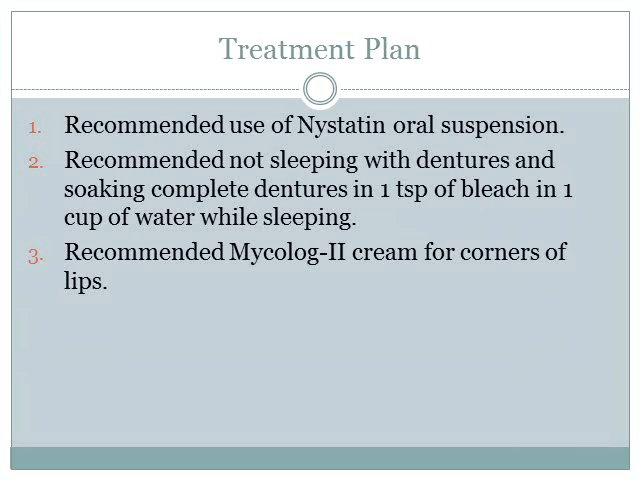 Treatment Plan
1. Recommended use of Nystatin oral suspension.
2. Recommended not sleeping with dentures and
soaking complete dentures in 1 tsp of bleach in 1
cup of water while sleeping.
3. Recommended Mycolog-II cream for corners of
lips.